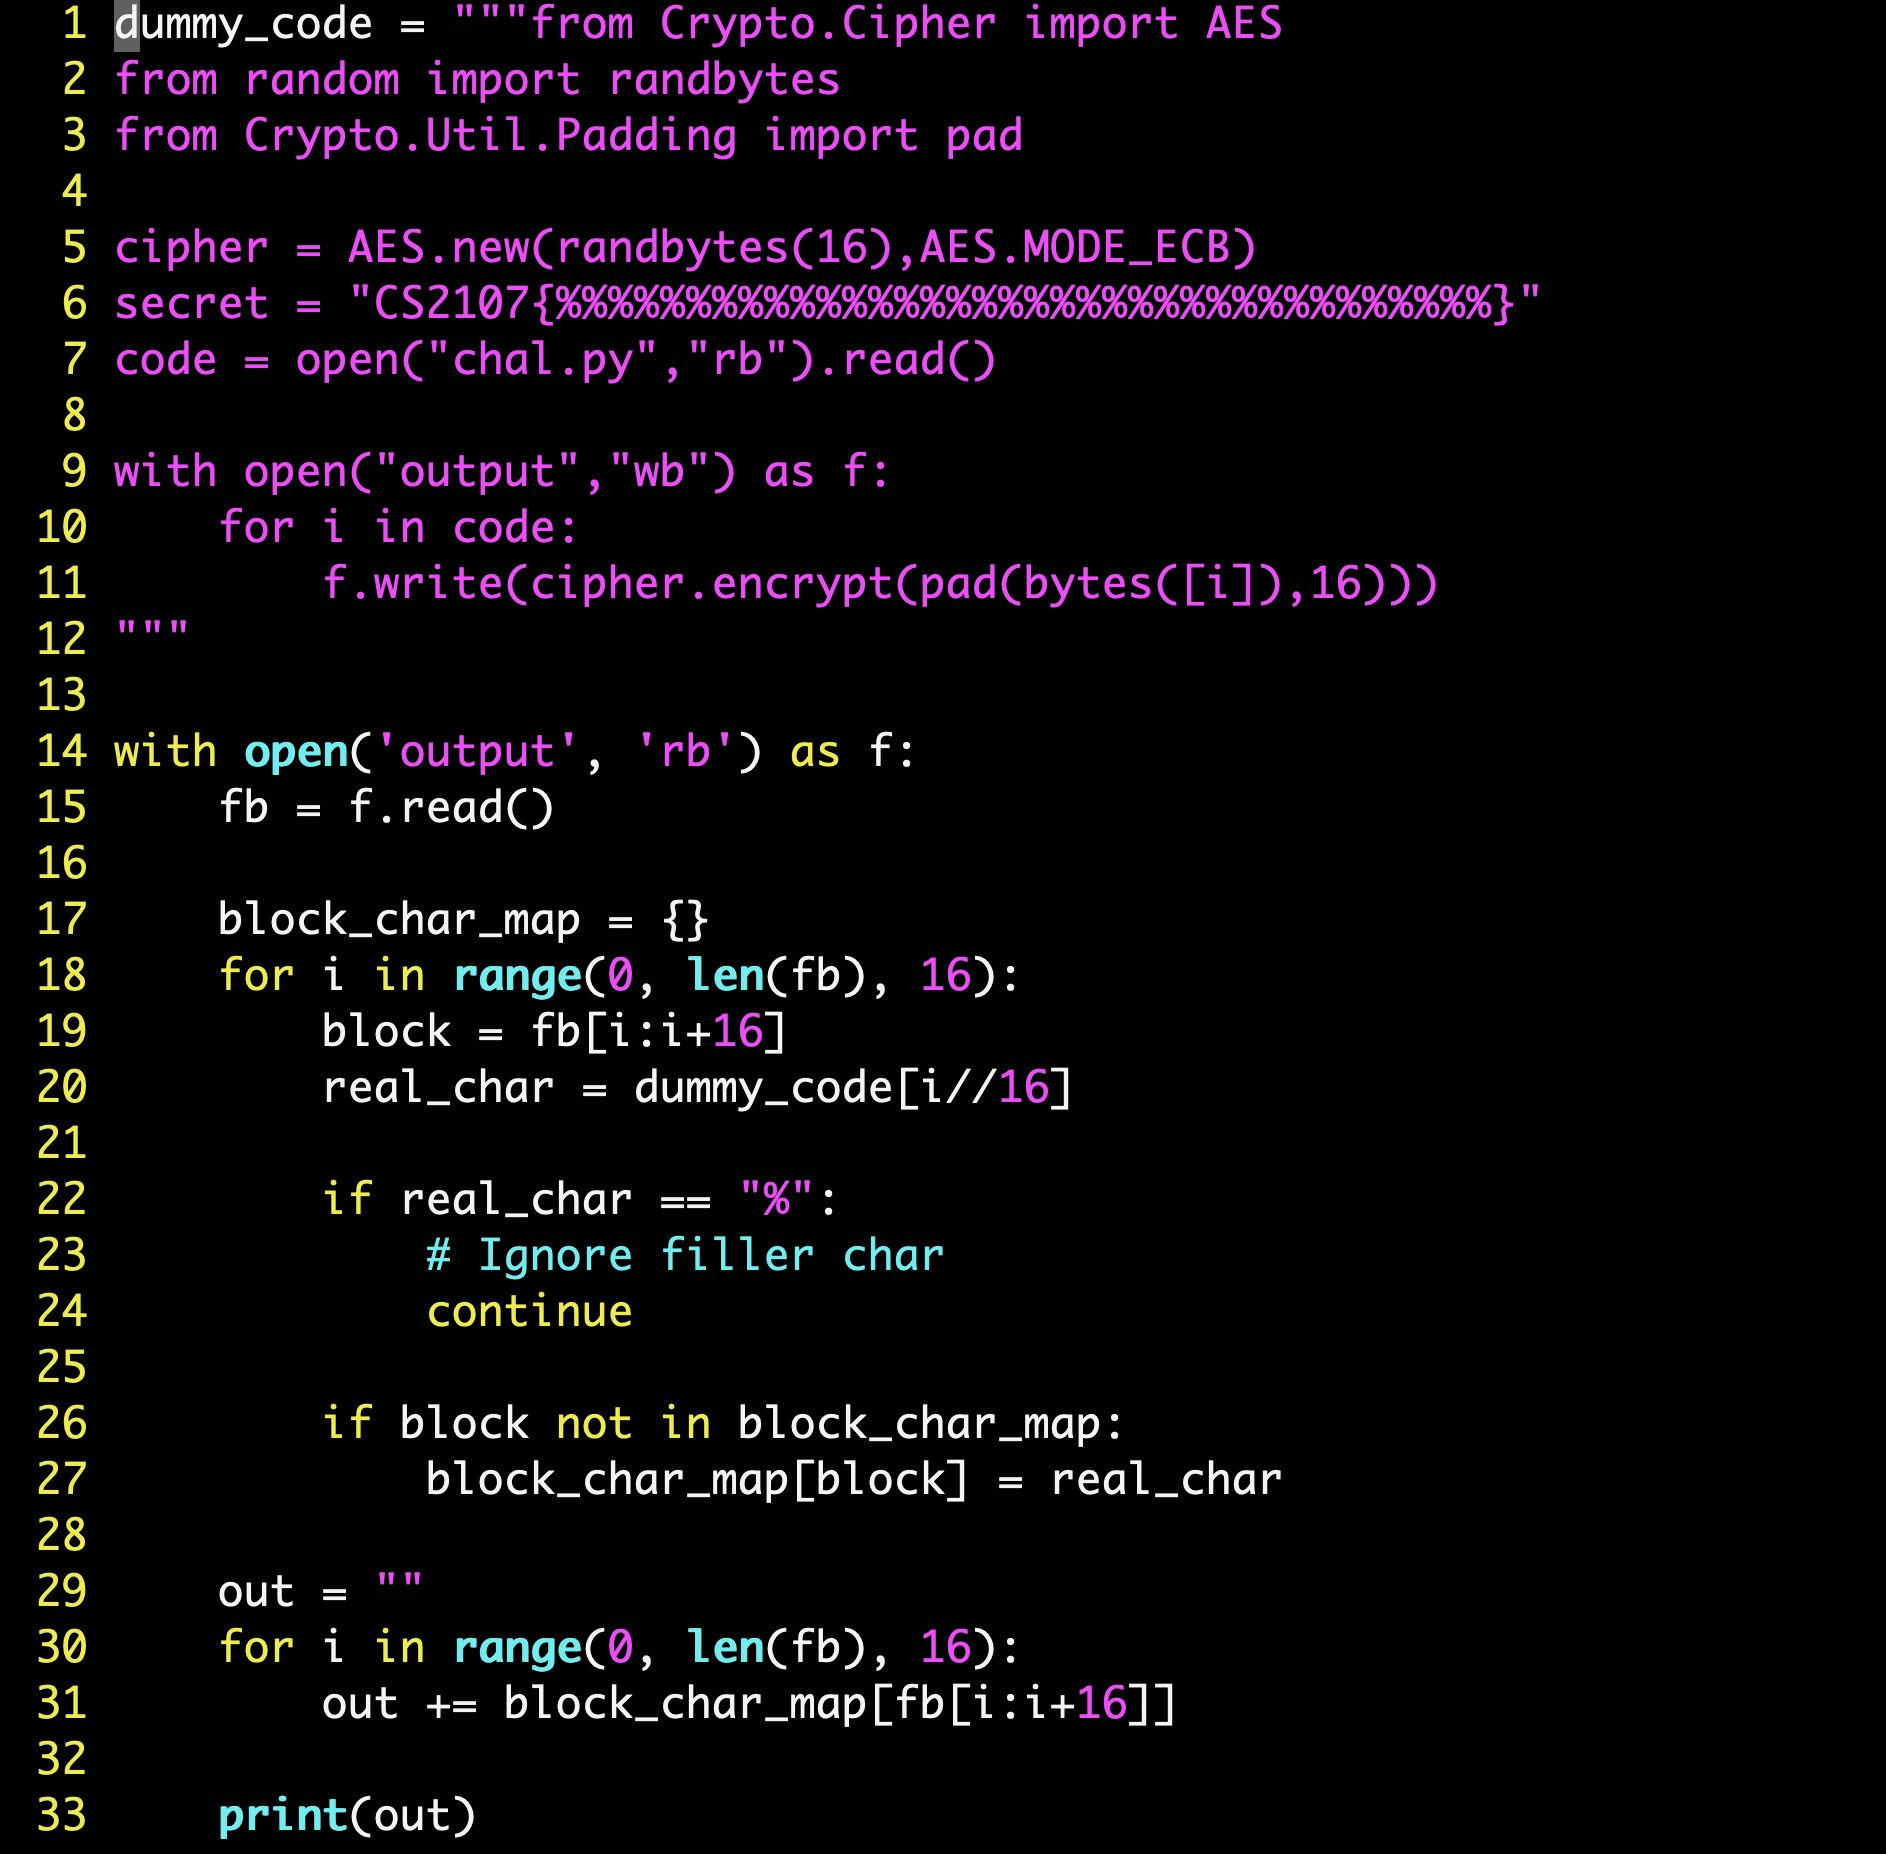 1 dummy_code = """from Crypto.Cipher import AES
2 from random import randbytes
3 from Crypto.Util.Padding import pad
4
5 cipher = AES.new(randbytes(16),AES.MODE_ECB)
6 secret = "CS2107{%%%%%%%%%%%%%%%%%%%%%%%%%%%%%%%%%%%%}"
7 code = open("chal.py","rb").read()
8
9 with open("output","wb") as f:
10     for i in code:
11         f.write(cipher.encrypt(pad(bytes([i]),16)))
12 """
13
14 with open('output', 'rb') as f:
15     fb = f.read()
16
17     block_char_map = {}
18     for i in range(0, len(fb), 16):
19         block = fb[i:i+16]
20         real_char = dummy_code[i//16]
21
22         if real_char == "%":
23             # Ignore filler char
24             continue
25
26         if block not in block_char_map:
27             block_char_map[block] = real_char
28
29     out = ""
30     for i in range(0, len(fb), 16):
31         out += block_char_map[fb[i:i+16]]
32
33     print(out)